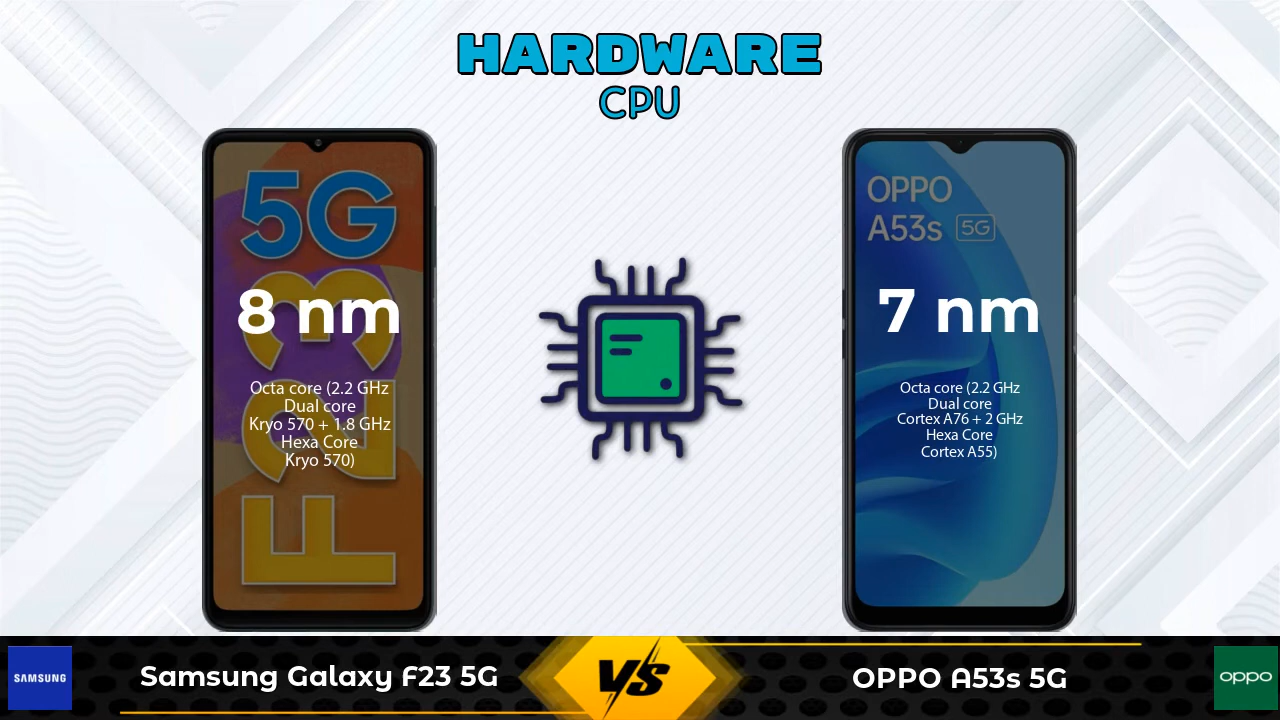 HARDWARE
CPU
5G
F23
8 nm
Octa core (2.2 GHz
Dual core
Kryo 570 + 1.8 GHz
Hexa Core
Kryo 570)
OPPO
A53s 5G
7 nm
Octa core (2.2 GHz
Dual core
Cortex A76 + 2 GHz
Hexa Core
Cortex A55)
SAMSUNG
Samsung Galaxy F23 5G
VS
OPPO A53s 5G
oppo